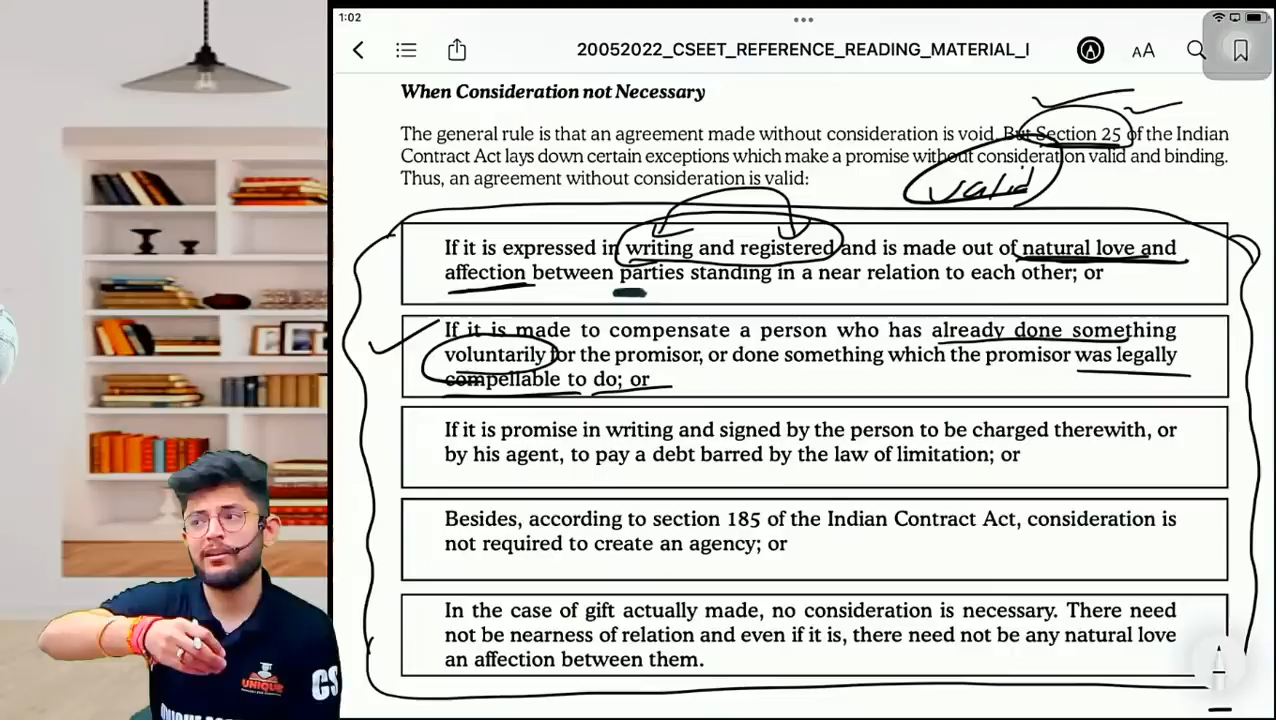 1:02
20052022_CSEET_REFERENCE_READING_MATERIAL_I
AA
When Consideration not Necessary
The general rule is that an agreement made without consideration is void. But Section 25 of the Indian
Contract Act lays down certain exceptions which make a promise without consideration valid and binding.
Thus, an agreement without consideration is valid:
valid
If it is expressed in writing and registered and is made out of natural love and
affection between parties standing in a near relation to each other; or
If it is made to compensate a person who has already done something
voluntarily for the promisor, or done something which the promisor was legally
compellable to do; or
If it is promise in writing and signed by the person to be charged therewith, or
by his agent, to pay a debt barred by the law of limitation; or
Besides, according to section 185 of the Indian Contract Act, consideration is
not required to create an agency; or
In the case of gift actually made, no consideration is necessary. There need
not be nearness of relation and even if it is, there need not be any natural love
an affection between them.
UNIQUE
CS